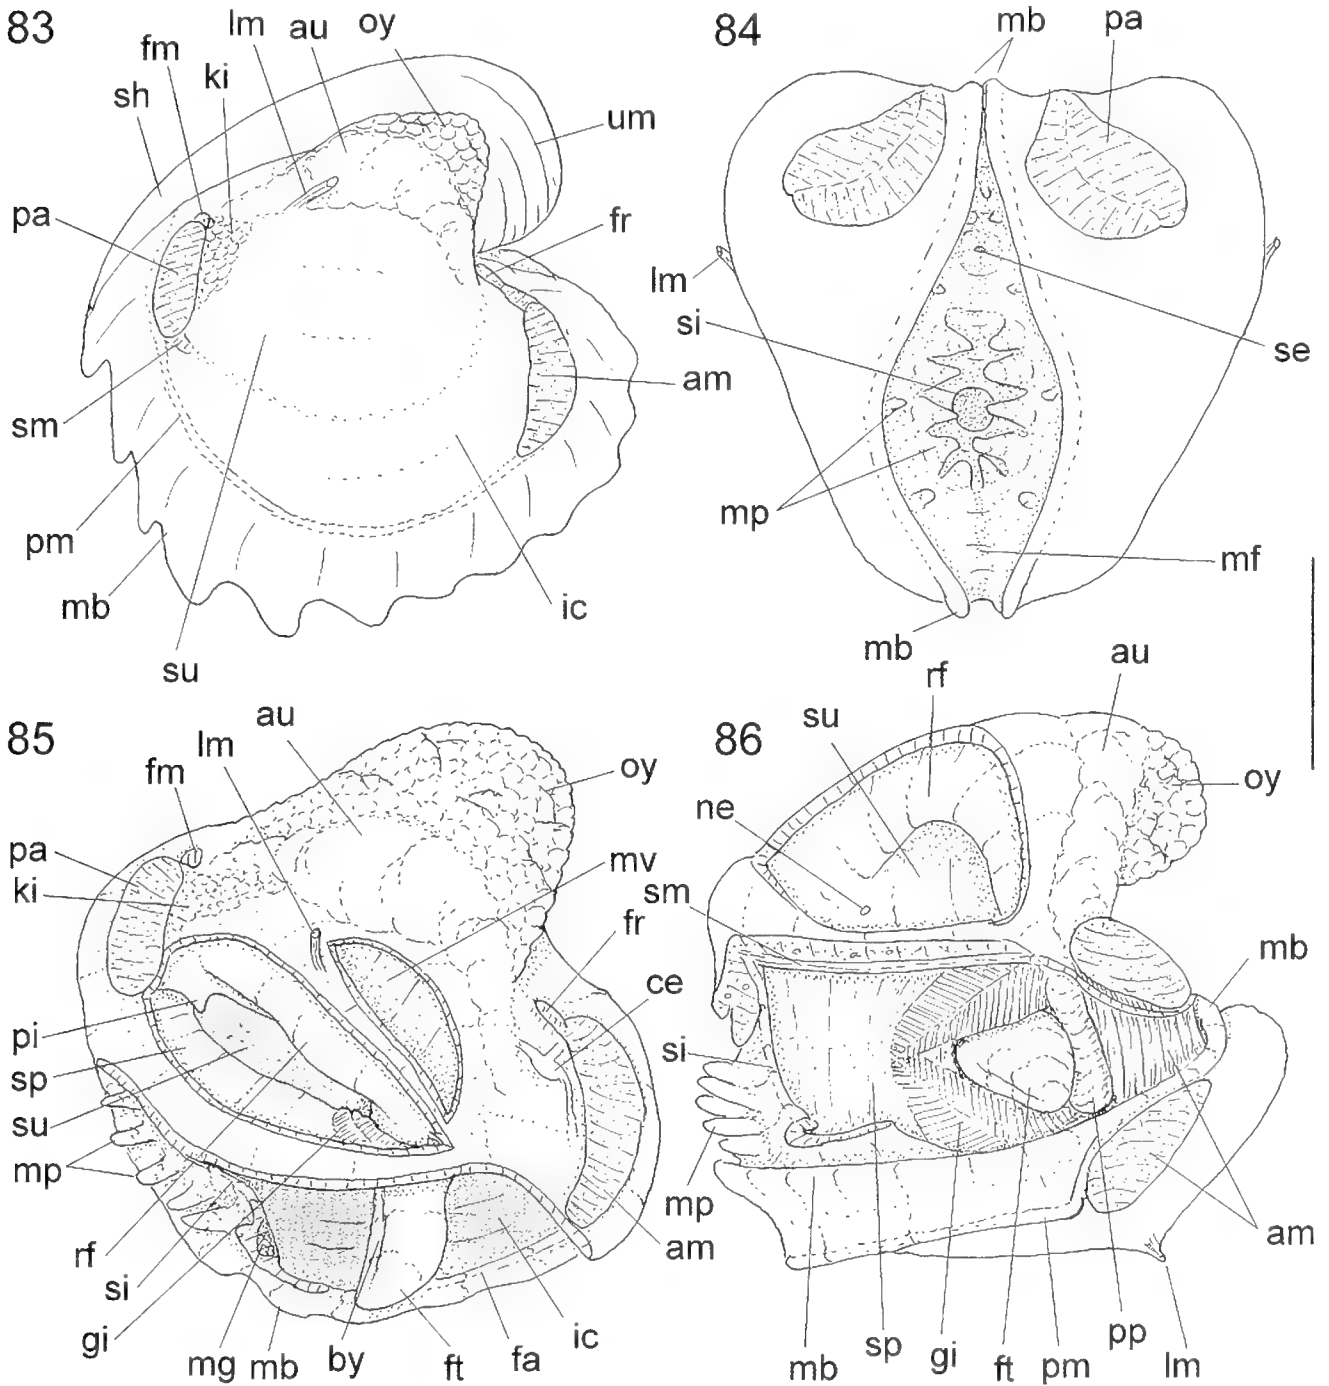 83
lm
au
oy
fm
ki
sh
um
pa
fr
am
sm
pm
mb
su
ic
84
mb
pa
lm
si
se
mp
mf
mb
85
au
lm
fm
oy
pa
ki
mv
fr
ce
pi
sp
su
mp
rf
si
gi
mg
mb
by
ft
fa
ic
am
86
rf
au
su
oy
ne
sm
mb
si
mp
am
mb
sp
gi
ft
pm
pp
lm